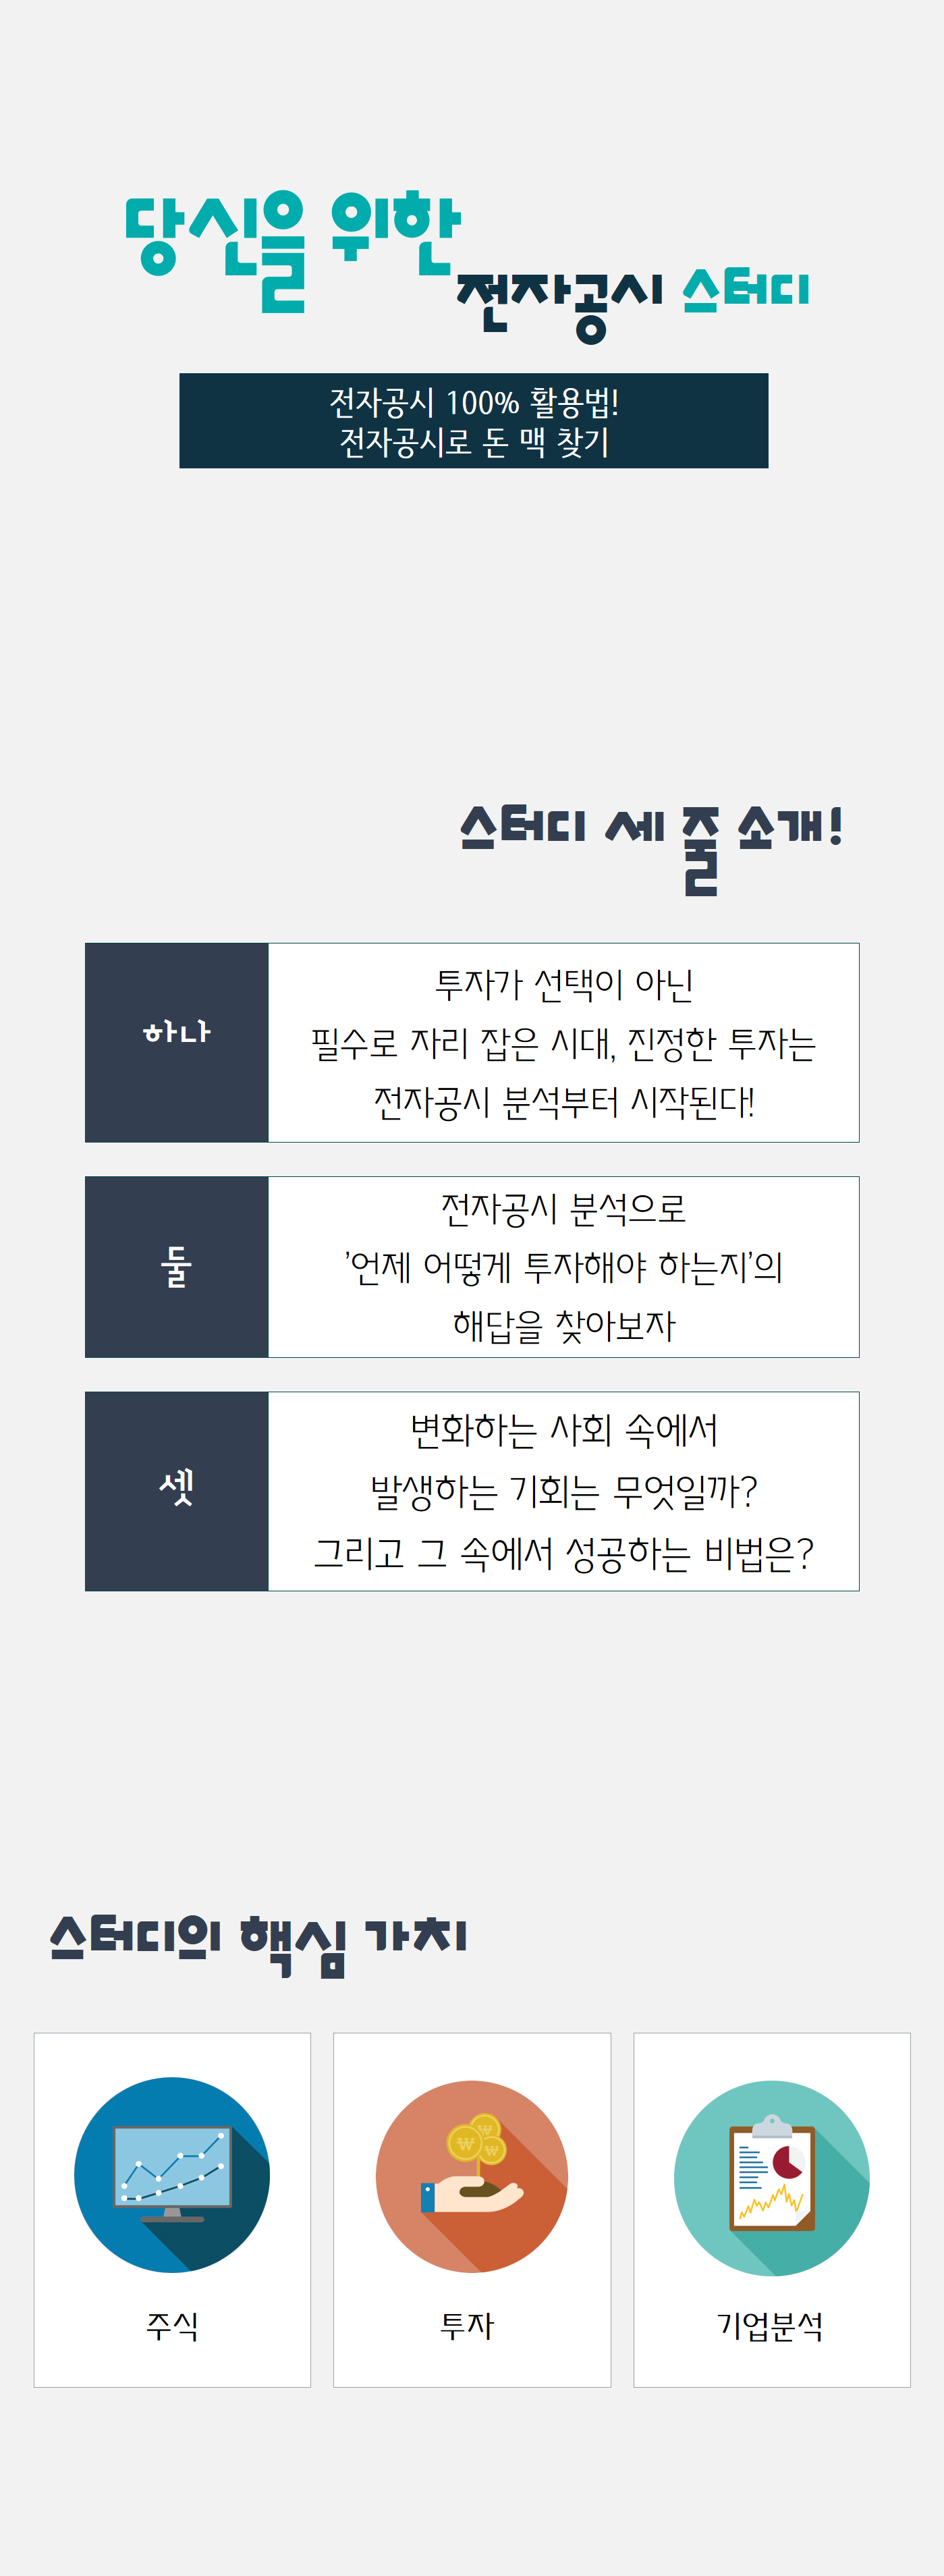 당신을 위한
전자공시 스터디
전자공시 100% 활용법!
전자공시로 돈 맥 찾기
스터디 세 줄 소개!
하나
투자가 선택이 아닌
필수로 자리 잡은 시대, 진정한 투자는
전자공시 분석부터 시작된다!
둘
전자공시 분석으로
’언제 어떻게 투자해야 하는지’의
해답을 찾아보자
셋
변화하는 사회 속에서
발생하는 기회는 무엇일까?
그리고 그 속에서 성공하는 비법은?
스터디의 핵심 가치
₩
₩
₩
주식
투자
기업분석